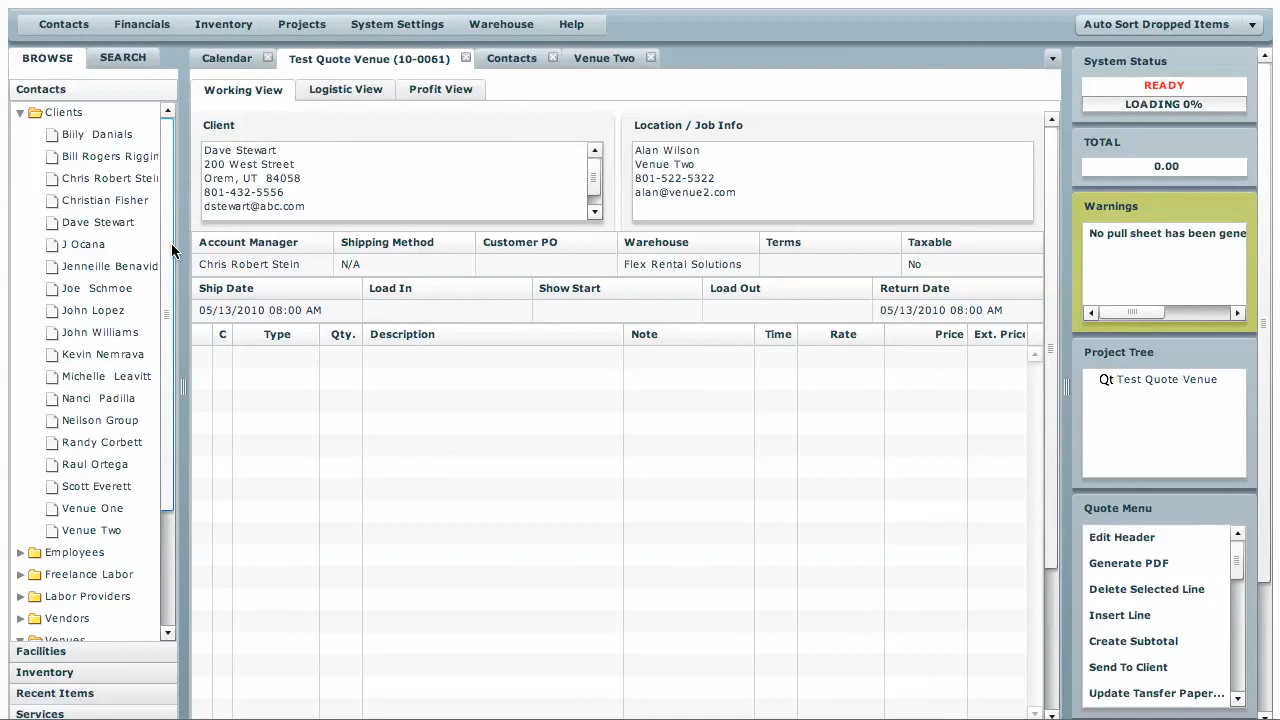 Contacts Financials Inventory Projects System Settings Warehouse Help
Auto Sort Dropped Items
BROWSE SEARCH
Contacts
Clients
Biily Danials
Bill Rogers Riggin
Chris Robert Stei
Christian Fisher
Dave Stewart
J Ocana
Jenneille Benavid
Joe Schmoe
John Lopez
John Williams
Kevin Nemrava
Michelle Leavitt
Nanci Padilla
Neilson Group
Randy Corbett
Raul Ortega
Scott Everett
Venue One
Venue Two
Employees
Freelance Labor
Labor Providers
Vendors
Venues
Facilities
Inventory
Recent Items
Services
Calendar Test Quote Venue (10-0061) Contacts Venue Two
Working View Logistic View Profit View
Client
Dave Stewart
200 West Street
Orem, UT 84058
801-432-5556
dstewart@abc.com
Location / Job Info
Alan Wilson
Venue Two
801-522-5322
alan@venue2.com
Account Manager Shipping Method Customer PO Warehouse Terms Taxable
Chris Robert Stein N/A Flex Rental Solutions No
Ship Date Load In Show Start Load Out Return Date
05/13/2010 08:00 AM 05/13/2010 08:00 AM
C Type Qty. Description Note Time Rate Price Ext. Price
System Status
READY
LOADING 0%
TOTAL
0.00
Warnings
No pull sheet has been gene
Project Tree
Qt Test Quote Venue
Quote Menu
Edit Header
Generate PDF
Delete Selected Line
Insert Line
Create Subtotal
Send To Client
Update Tansfer Paper...